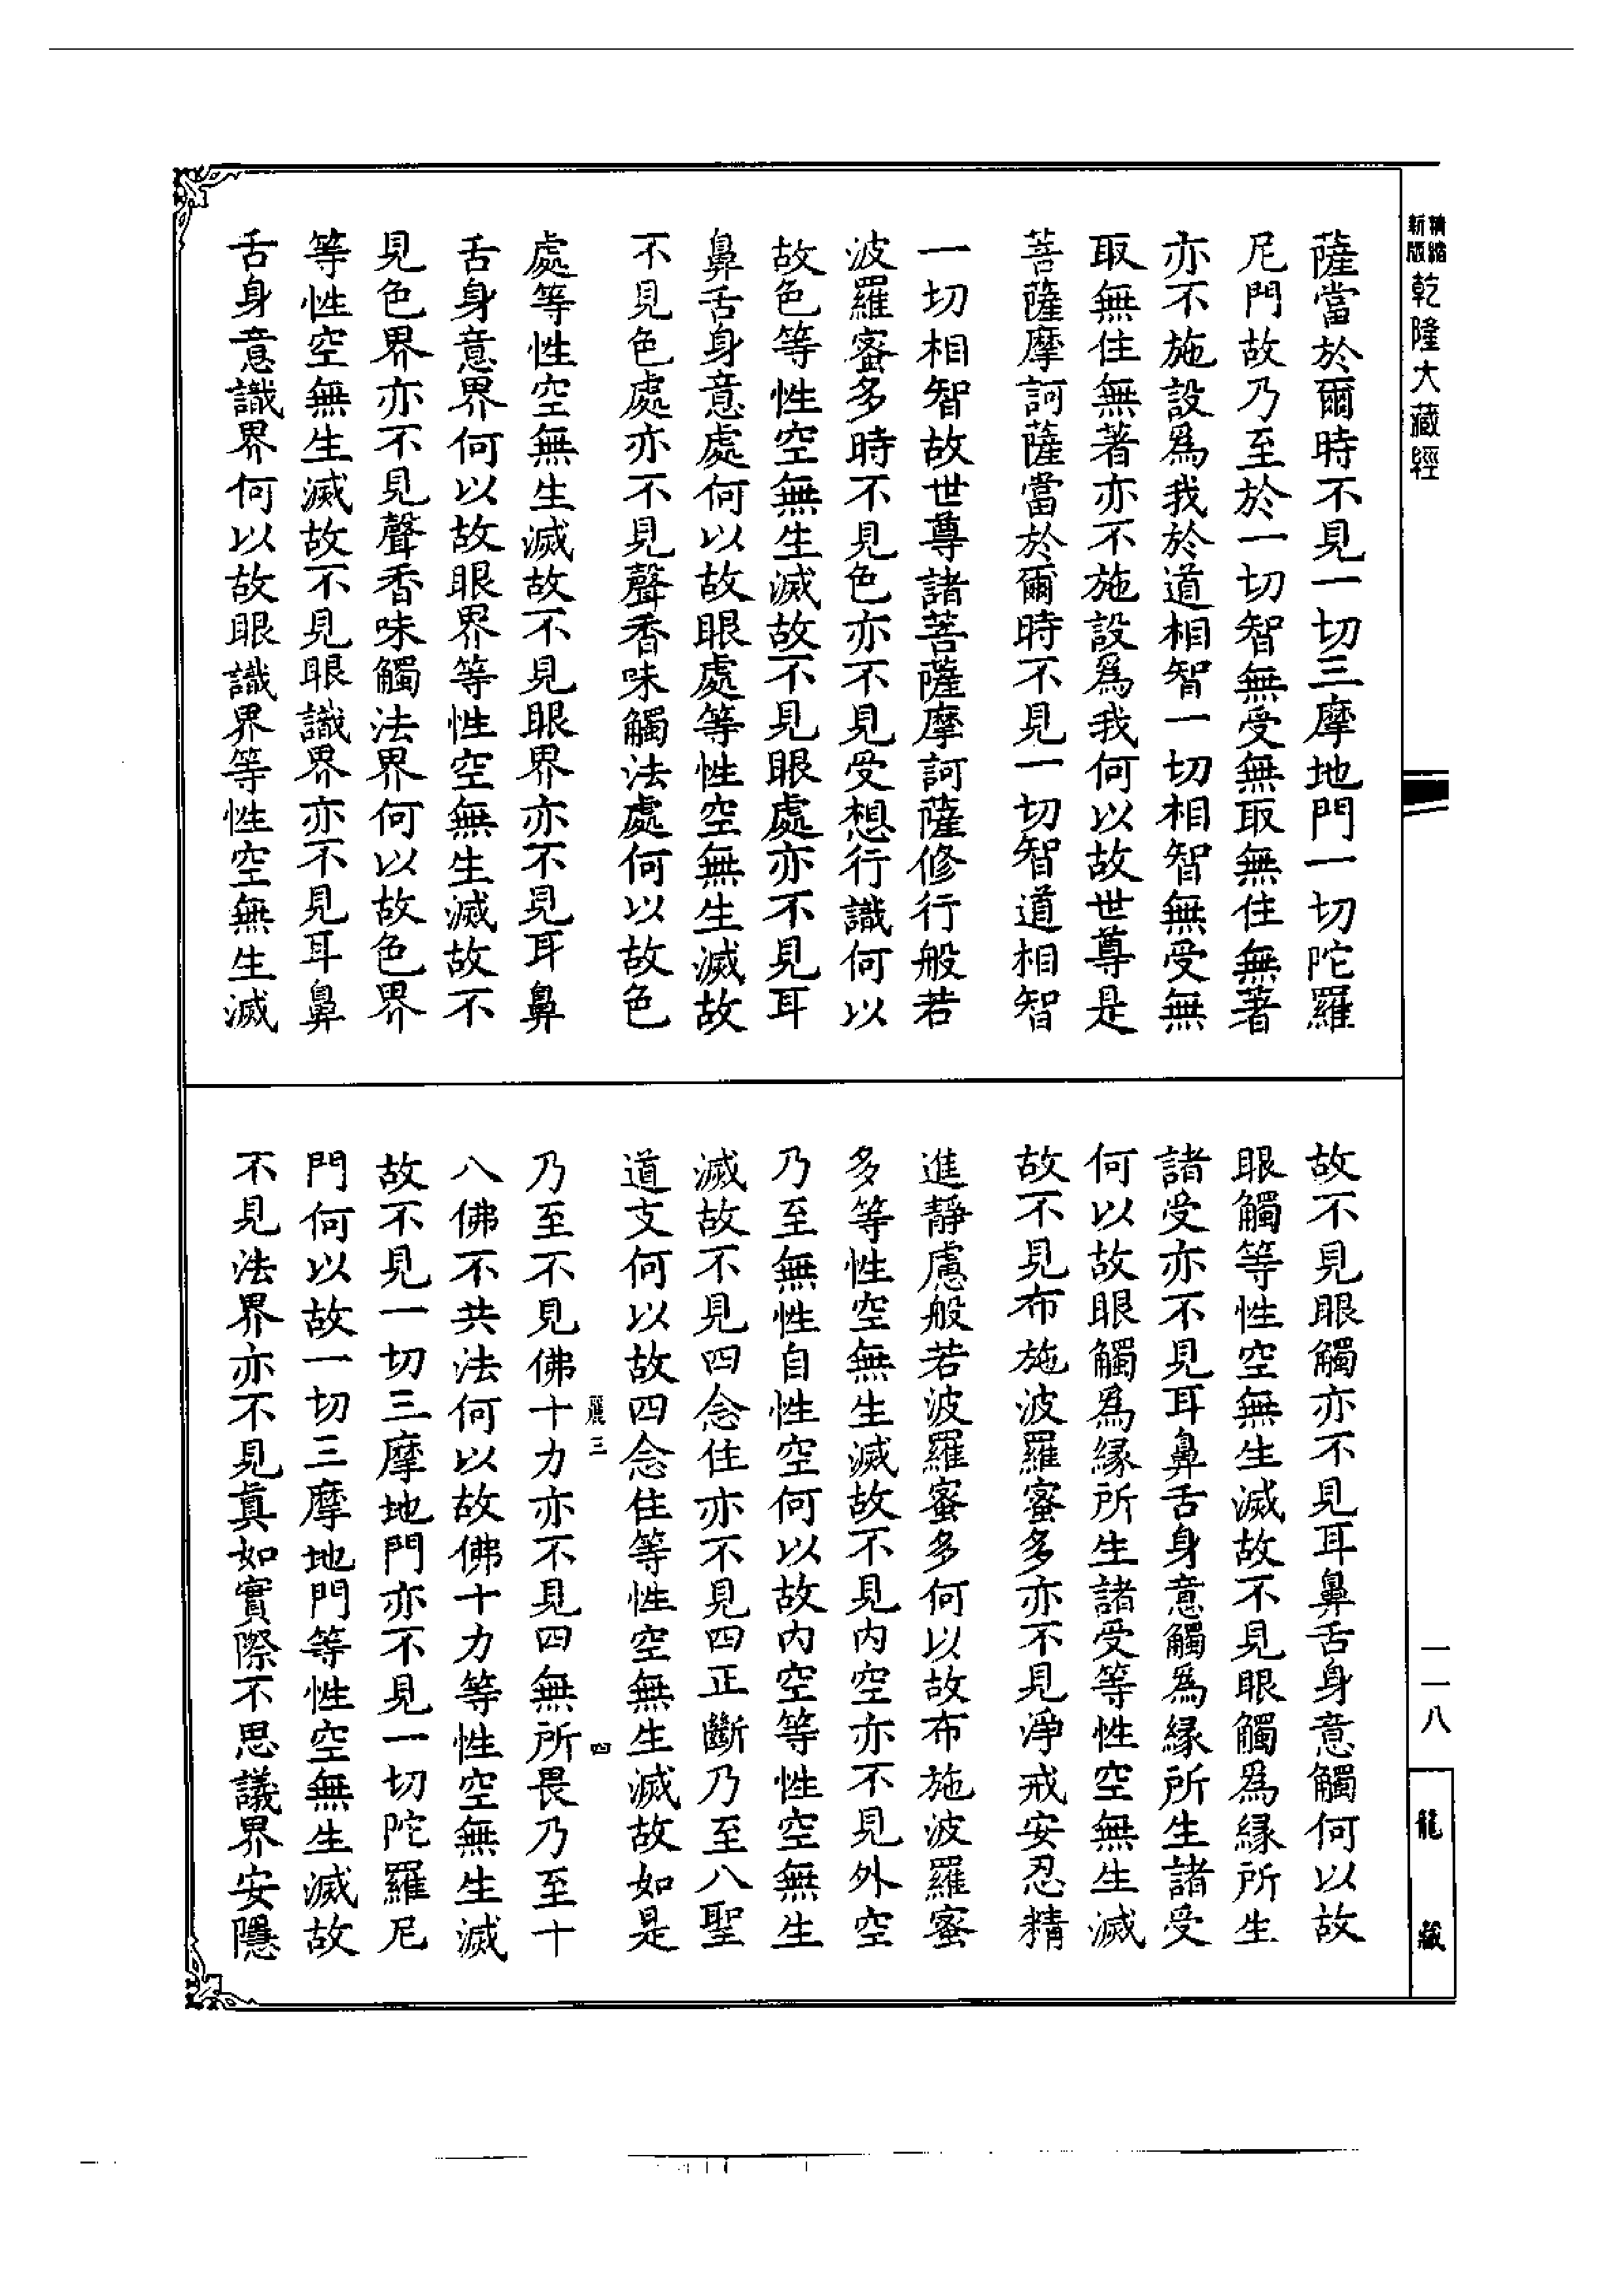 精縮新版乾隆大藏經
薩當於爾時不見一切三摩地門一切陀羅
尼門故乃至於一切智無受無取無住無著
亦不施設爲我於道相智一切相智無受無
取無住無著亦不施設爲我何以故世尊是
菩薩摩訶薩當於爾時不見一切智道相智
一切相智故世尊諸菩薩摩訶薩修行般若
波羅蜜多時不見色亦不見受想行識何以
故色等性空無生滅故不見眼處亦不見耳
鼻舌身意處何以故眼處等性空無生滅故
不見色處亦不見聲香味觸法處何以故色
處等性空無生滅故不見眼界亦不見耳鼻
舌身意界何以故眼界等性空無生滅故不
見色界亦不見聲香味觸法界何以故色界
等性空無生滅故不見眼識界亦不見耳鼻
舌身意識界何以故眼識界等性空無生滅
故不見眼觸亦不見耳鼻舌身意觸何以故
眼觸等性空無生滅故不見眼觸爲緣所生
諸受亦不見耳鼻舌身意觸爲緣所生諸受
何以故眼觸爲緣所生諸受等性空無生滅
故不見布施波羅蜜多亦不見淨戒安忍精
進靜慮般若波羅蜜多何以故布施波羅蜜
多等性空無生滅故不見内空亦不見外空
乃至無性自性空何以故内空等性空無生
滅故不見四念住亦不見四正斷乃至八聖
道支何以故四念住等性空無生滅故如是
麗三 四
乃至不見佛十力亦不見四無所畏乃至十
八佛不共法何以故佛十力等性空無生滅
故不見一切三摩地門亦不見一切陀羅尼
門何以故一切三摩地門等性空無生滅故
不見法界亦不見真如實際不思議界安隱
一一八
龍藏